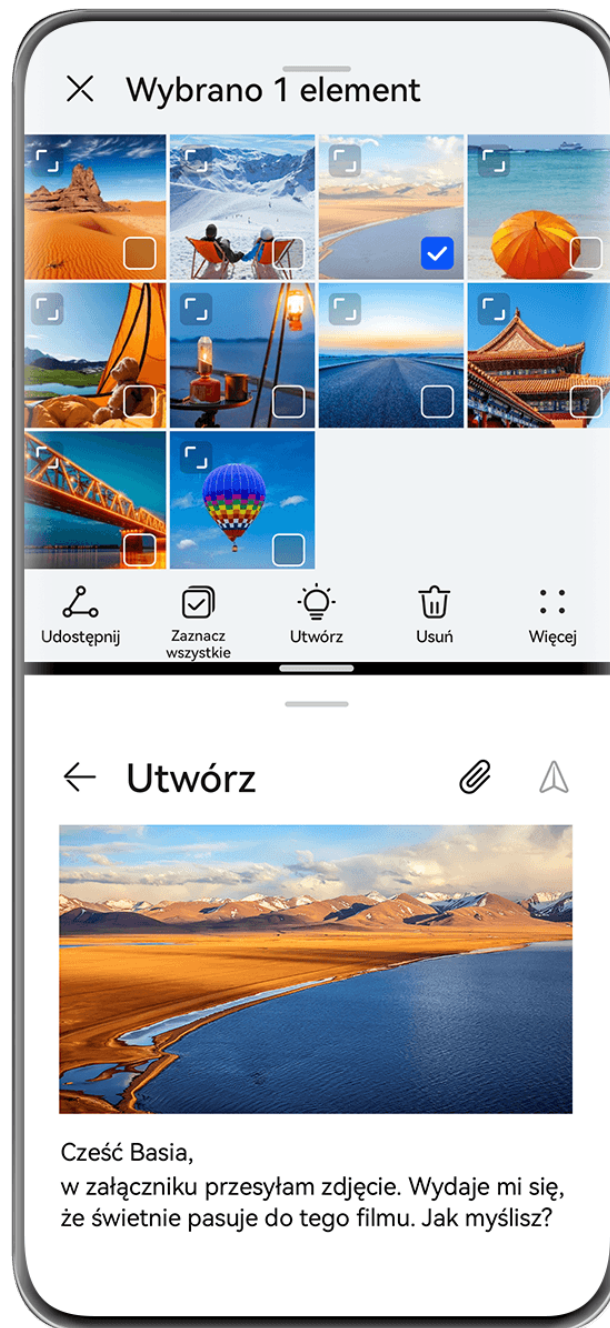 Wybrano 1 element
Udostępnij
Zaznacz
wszystkie
Utwórz
Usuń
Więcej
Utwórz
Cześć Basia,
w załączniku przesyłam zdjęcie. Wydaje mi się,
że świetnie pasuje do tego filmu. Jak myślisz?